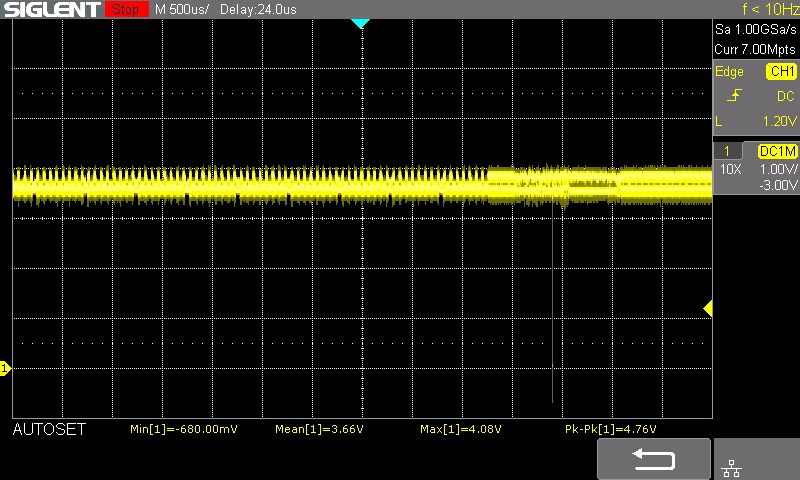 SIGLENT Stop M 500us/ Delay:24.0us f < 10Hz
Sa 1.00GSa/s
Curr 7.00Mpts
Edge CH1
DC
L 1.20V
1 DC1M
10X 1.00V/
-3.00V
1
AUTOSET Min[1]=-680.00mV Mean[1]=3.66V Max[1]=4.08V Pk-Pk[1]=4.76V